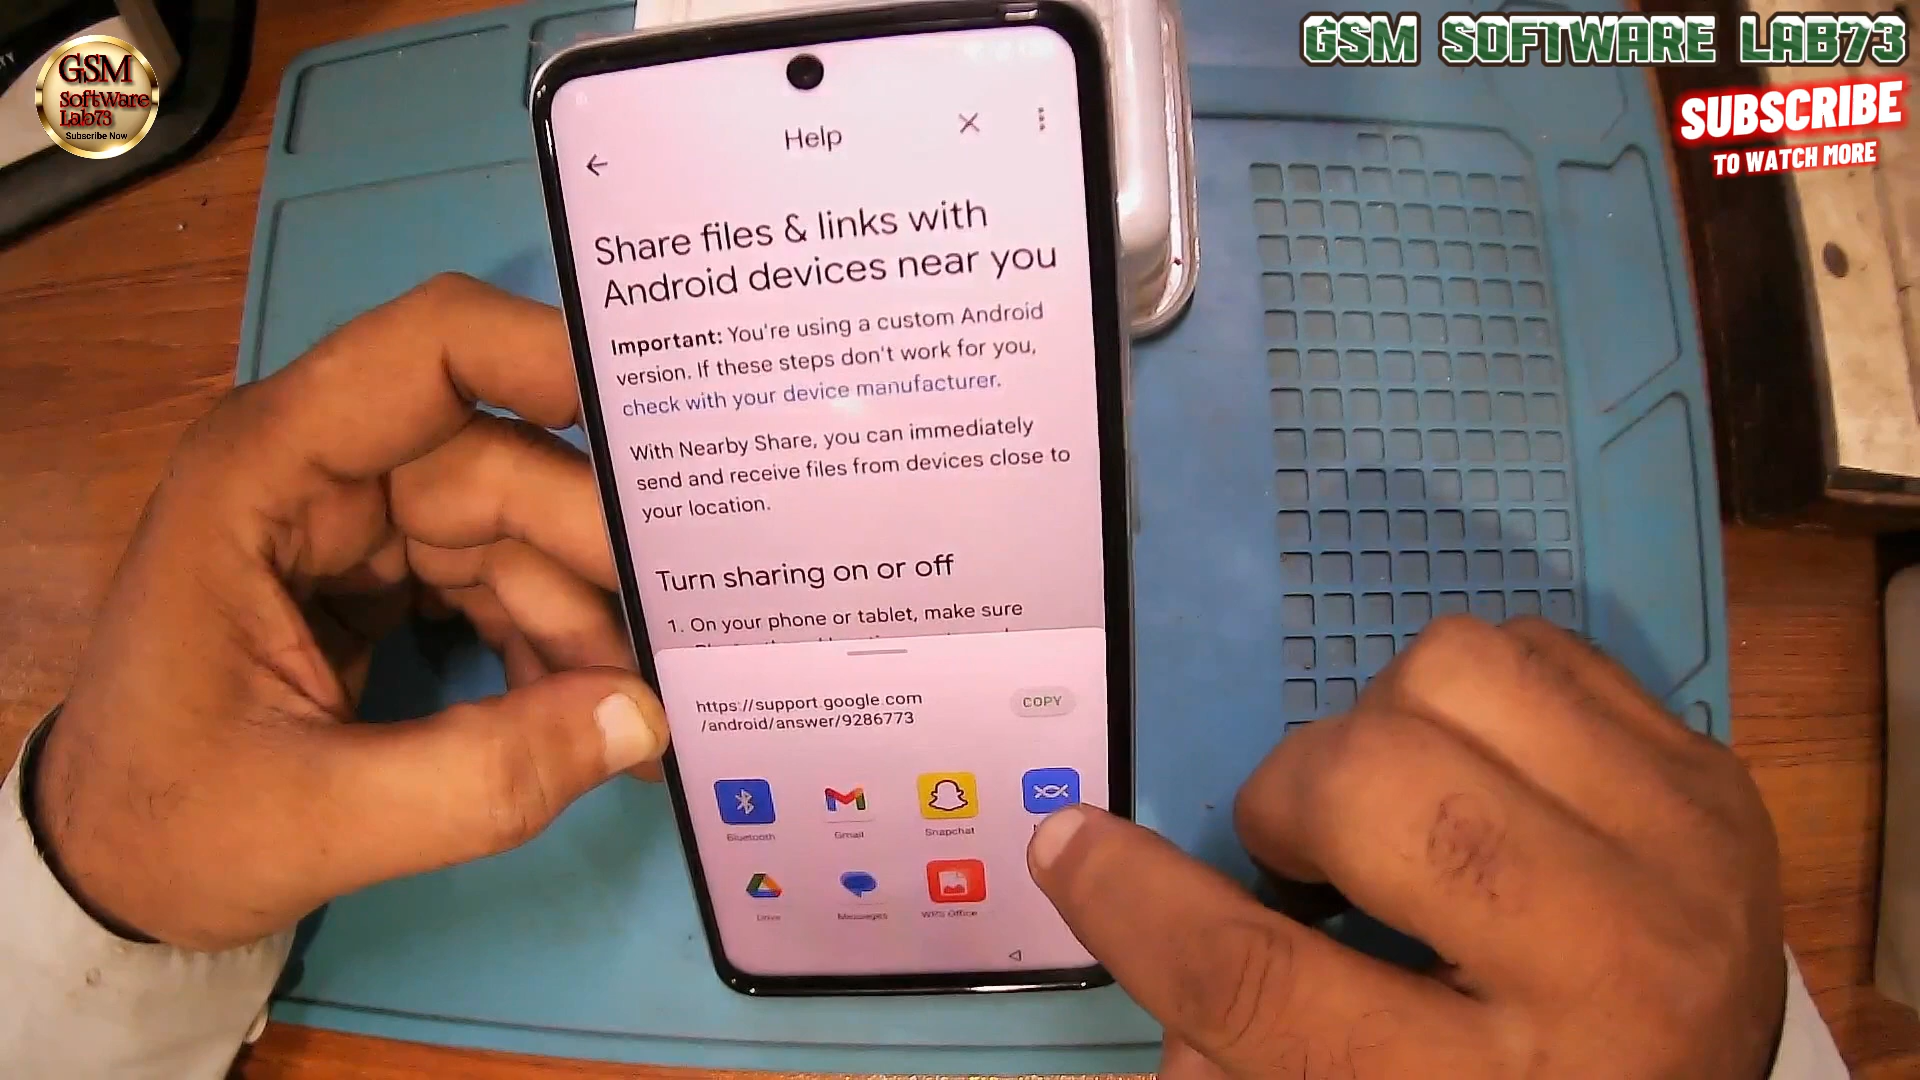 GSM
SoftWare
Lab73
Subscribe Now
GSM SOFTWARE LAB73
SUBSCRIBE
TO WATCH MORE
Help
Share files & links with
Android devices near you
Important: You're using a custom Android
version. If these steps don't work for you,
check with your device manufacturer.
With Nearby Share, you can immediately
send and receive files from devices close to
your location.
Turn sharing on or off
1. On your phone or tablet, make sure
https://support.google.com
/android/answer/9286773
COPY
Bluetooth
Gmail
Snapchat
Drive
Messages
WPS Office